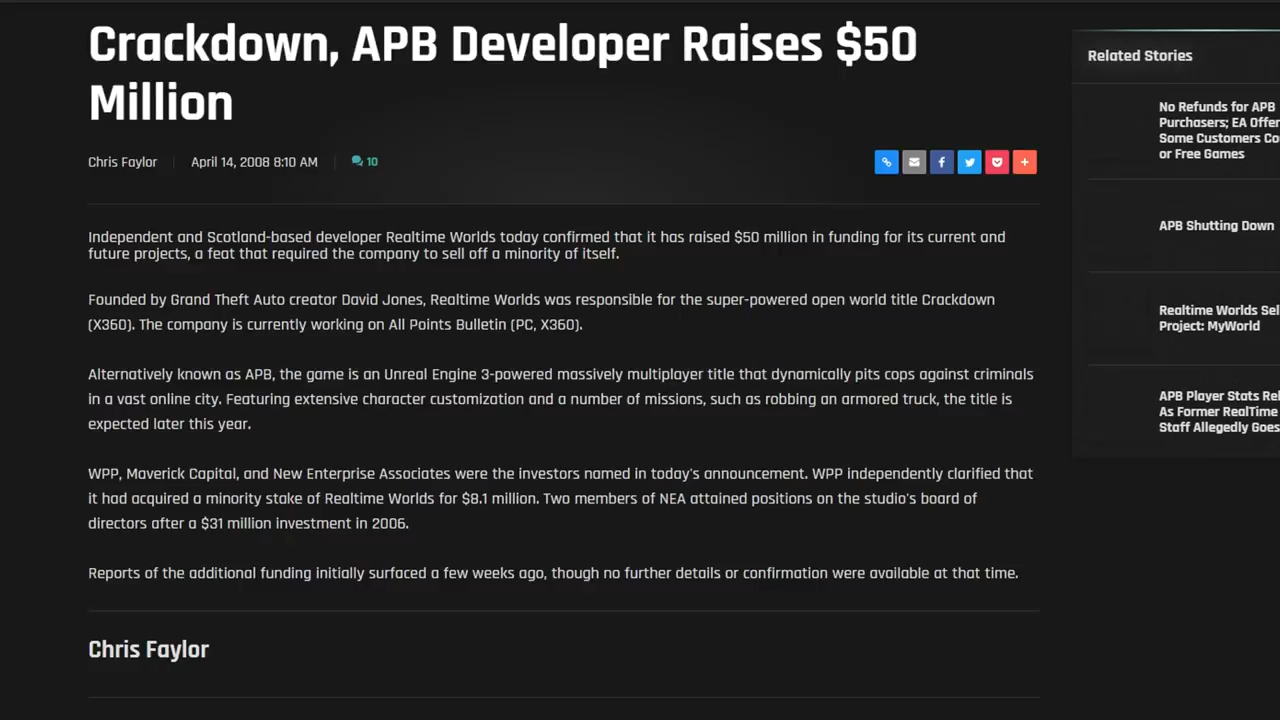 Crackdown, APB Developer Raises $50
Million
Chris Faylor
April 14, 2008 8:10 AM
10
Independent and Scotland-based developer Realtime Worlds today confirmed that it has raised $50 million in funding for its current and
future projects, a feat that required the company to sell off a minority of itself.
Founded by Grand Theft Auto creator David Jones, Realtime Worlds was responsible for the super-powered open world title Crackdown
(X360). The company is currently working on All Points Bulletin (PC, X360).
Alternatively known as APB, the game is an Unreal Engine 3-powered massively multiplayer title that dynamically pits cops against criminals
in a vast online city. Featuring extensive character customization and a number of missions, such as robbing an armored truck, the title is
expected later this year.
WPP, Maverick Capital, and New Enterprise Associates were the investors named in today's announcement. WPP independently clarified that
it had acquired a minority stake of Realtime Worlds for $8.1 million. Two members of NEA attained positions on the studio's board of
directors after a $31 million investment in 2006.
Reports of the additional funding initially surfaced a few weeks ago, though no further details or confirmation were available at that time.
Chris Faylor
Related Stories
No Refunds for APB
Purchasers; EA Offer
Some Customers Co
or Free Games
APB Shutting Down
Realtime Worlds Sel
Project: MyWorld
APB Player Stats Rel
As Former RealTime
Staff Allegedly Goes